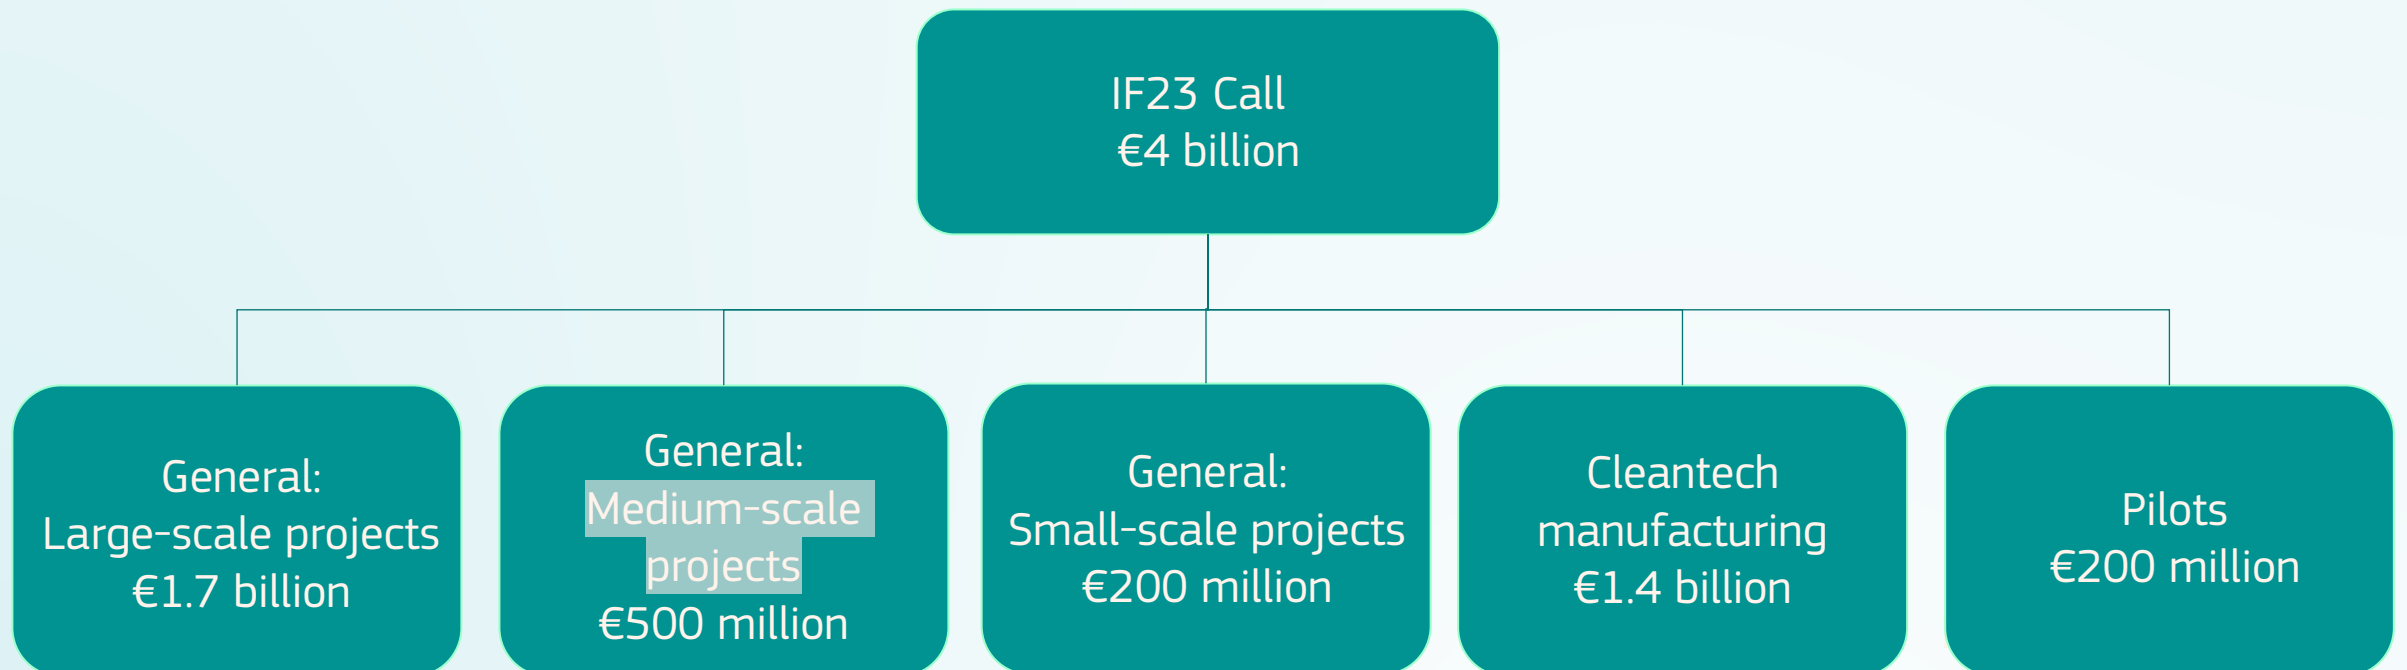 IF23 Call
€4 billion
General:
Large-scale projects
€1.7 billion
General:
Medium-scale
projects
€500 million
General:
Small-scale projects
€200 million
Cleantech
manufacturing
€1.4 billion
Pilots
€200 million